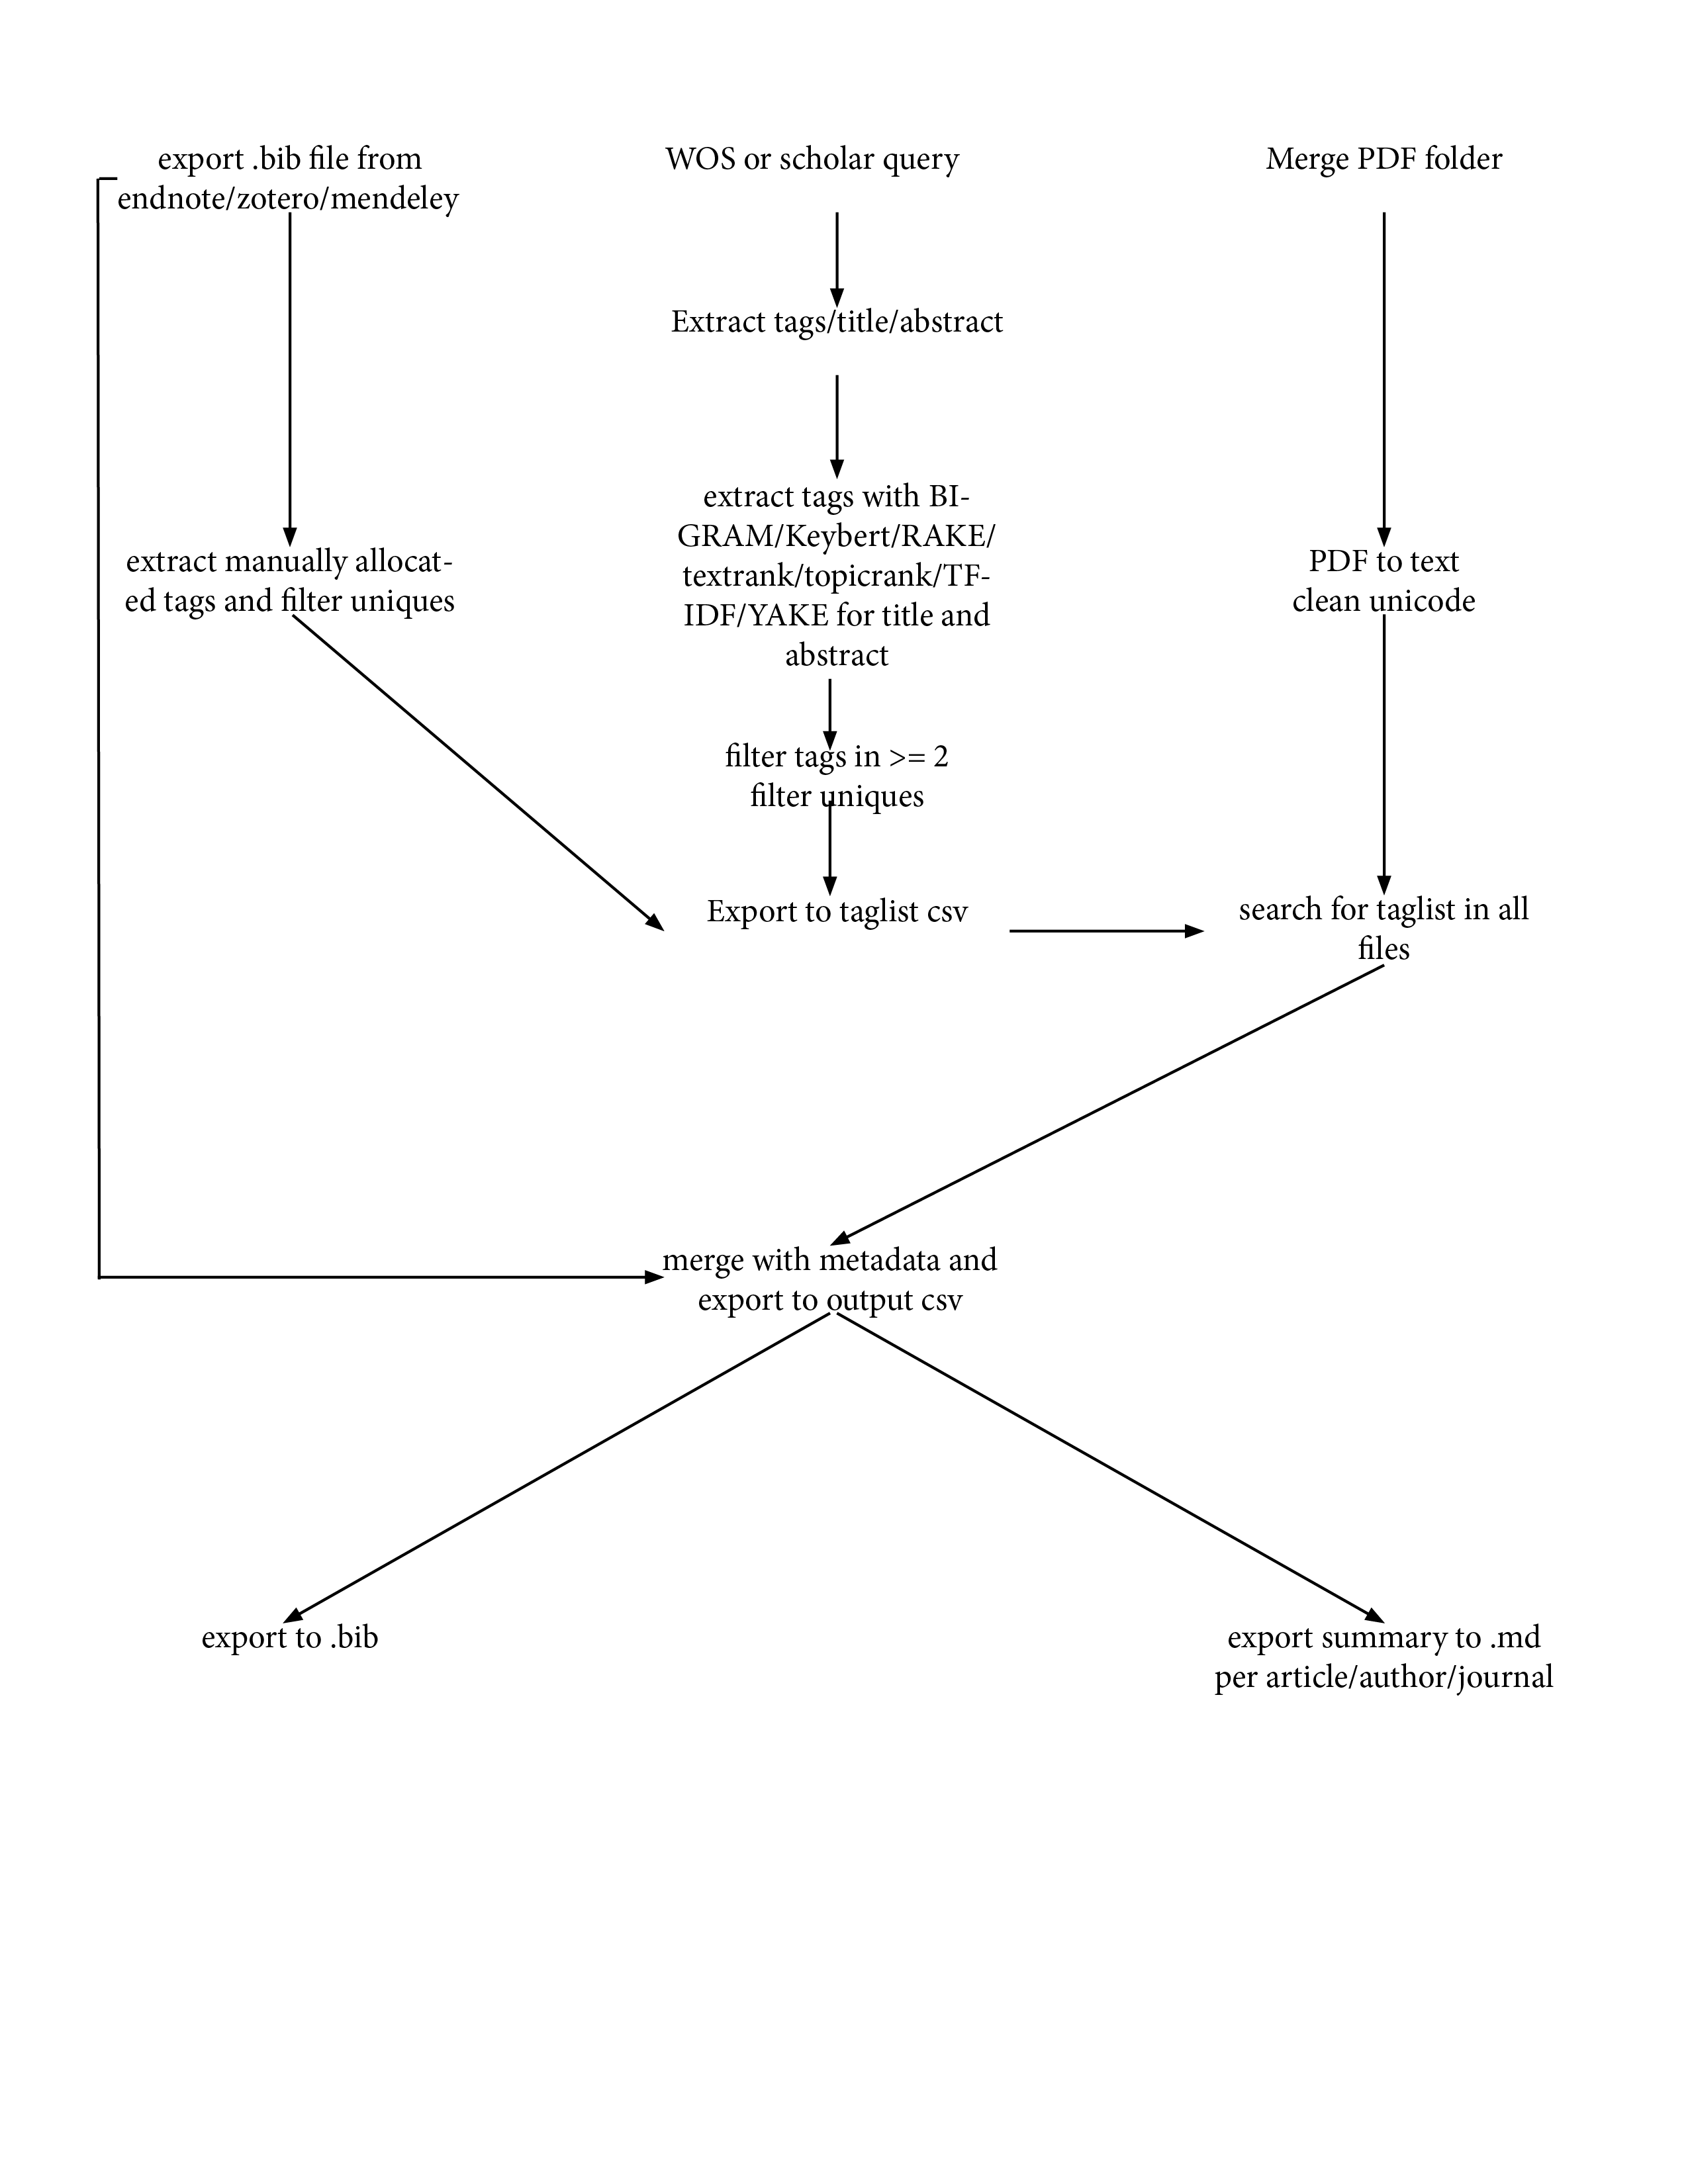 export .bib file from
endnote/zotero/mendeley
WOS or scholar query
Merge PDF folder
Extract tags/title/abstract
extract tags with BI-
GRAM/Keybert/RAKE/
textrank/topicrank/TF-
IDF/YAKE for title and
abstract
extract manually allocat-
ed tags and filter uniques
PDF to text
clean unicode
filter tags in >= 2
filter uniques
Export to taglist csv
search for taglist in all
files
merge with metadata and
export to output csv
export to .bib
export summary to .md
per article/author/journal